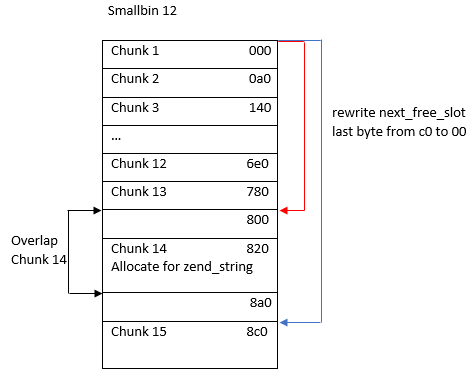 Smallbin 12
Chunk 1 000
Chunk 2 0a0
Chunk 3 140
...
Chunk 12 6e0
Chunk 13 780
800
Chunk 14 820
Allocate for zend_string
8a0
Chunk 15 8c0
rewrite next_free_slot
last byte from c0 to 00
Overlap
Chunk 14